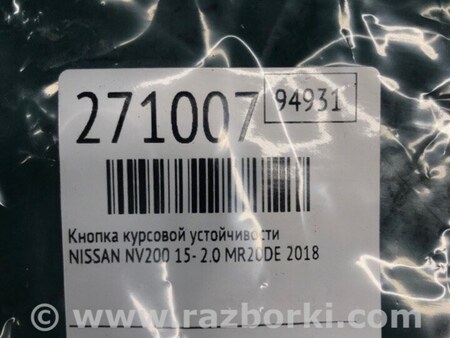 271007 94931
Кнопка курсовой устойчивости
NISSAN NV200 15- 2.0 MR20DE 2018
© www.razborki.com